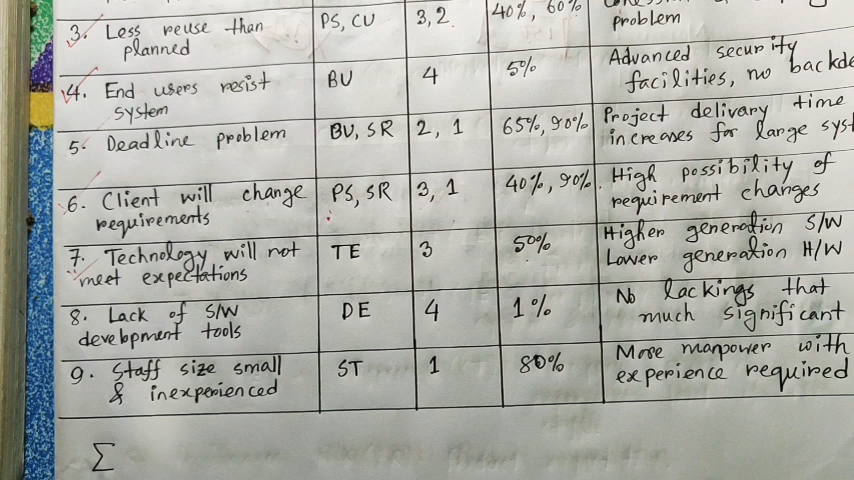 3. Less reuse than planned PS, CU 3,2 40%, 60% problem
4. End users resist system BU 4 5% Advanced security facilities, no backdo
5. Deadline problem BU, SR 2, 1 65%, 90% Project delivary time increases for large syst
6. Client will change requirements PS, SR 3, 1 40%, 90%. High possibility of requirement changes
7. Technology will not meet expectations TE 3 50% Higher generation S/W Lower generation H/W
8. Lack of S/W development tools DE 4 1% No lackings that much significant
9. Staff size small & inexperienced ST 1 80% More manpower with experience required
Σ